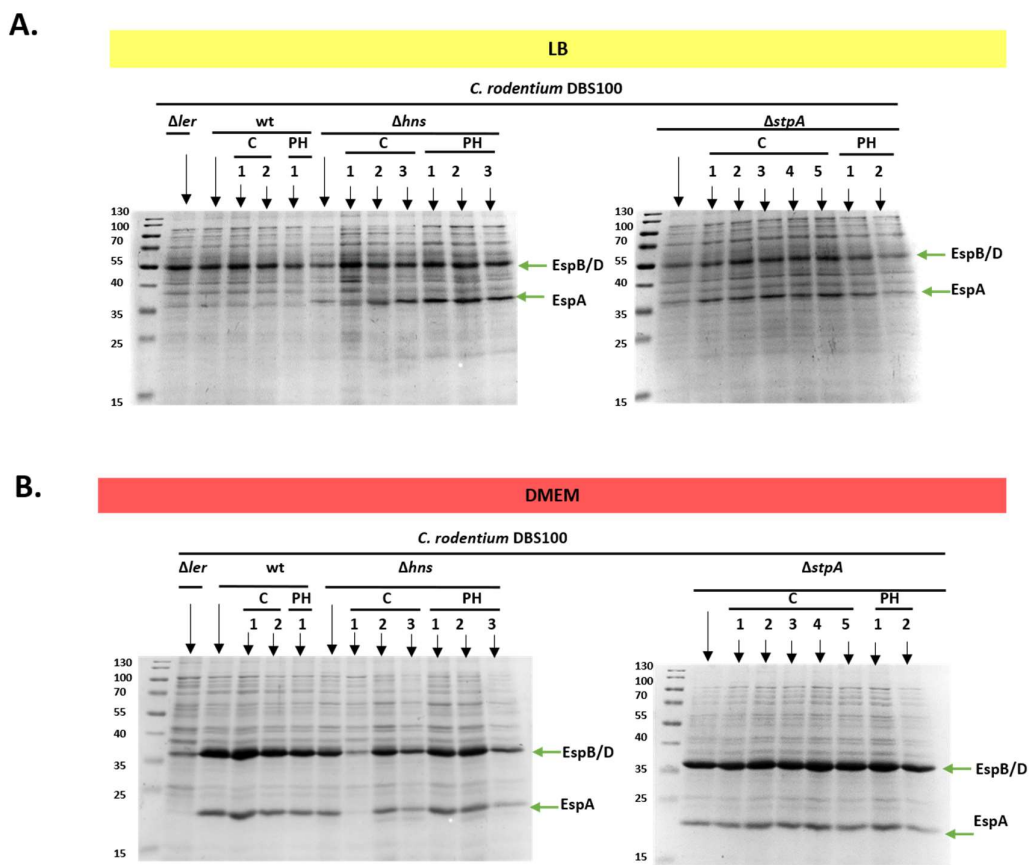 A.
LB
C. rodentium DBS100
Δler wt Δhns ΔstpA
C PH C PH C PH
1 2 1 1 2 3 1 2 3 1 2 3 4 5 1 2
130
100
70
55
40
35
25
15
EspB/D
EspA
130
100
70
55
40
35
25
15
EspB/D
EspA
B.
DMEM
C. rodentium DBS100
Δler wt Δhns ΔstpA
C PH C PH C PH
1 2 1 1 2 3 1 2 3 1 2 3 4 5 1 2
130
100
70
55
40
35
25
15
EspB/D
EspA
130
100
70
55
40
35
25
15
EspB/D
EspA